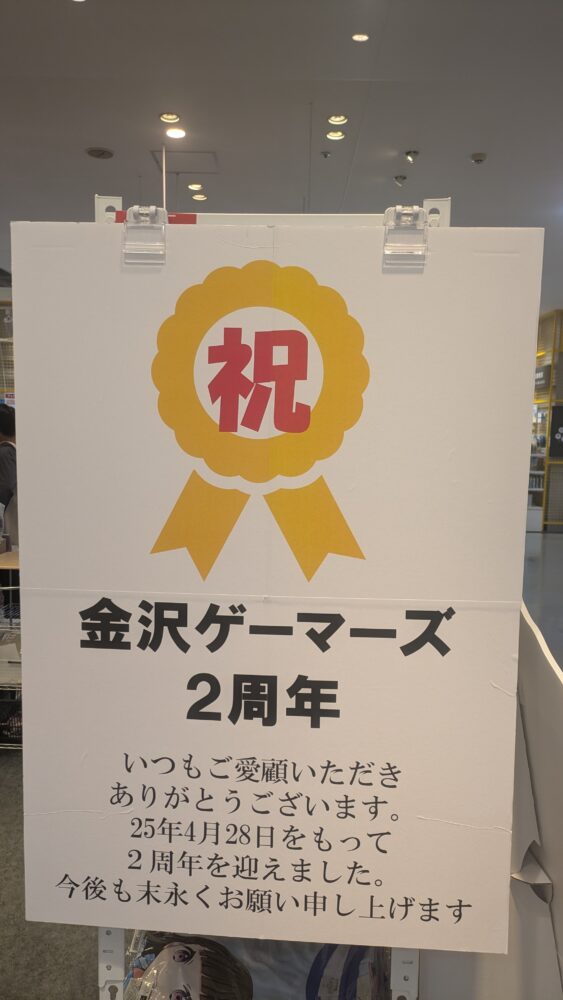 祝
金沢ゲーマーズ
2周年
いつもご愛顧いただき
ありがとうございます。
25年4月28日をもって
２周年を迎えました。
今後も末永くお願い申し上げます